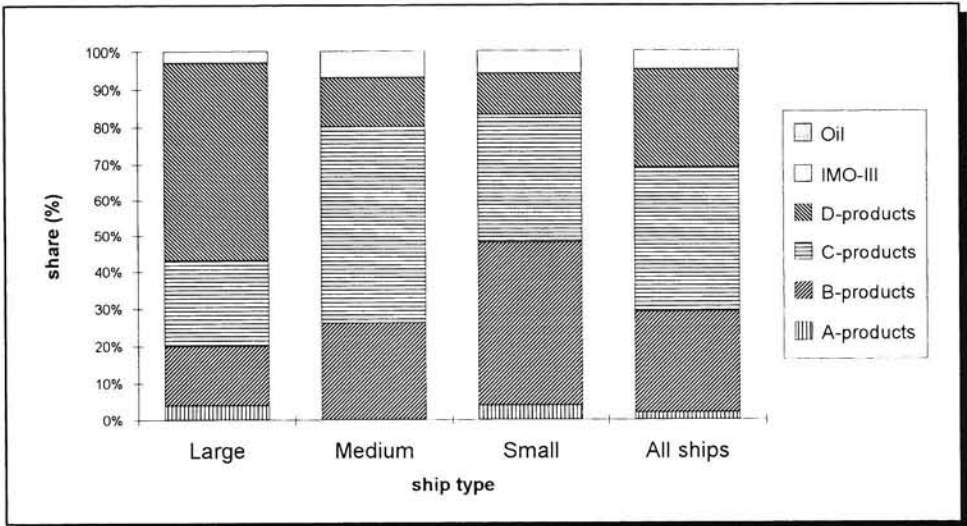 100%
90%
80%
70%
60%
50%
40%
30%
20%
10%
0%
share (%)
Large Medium Small All ships
ship type
Oil
IMO-III
D-products
C-products
B-products
A-products